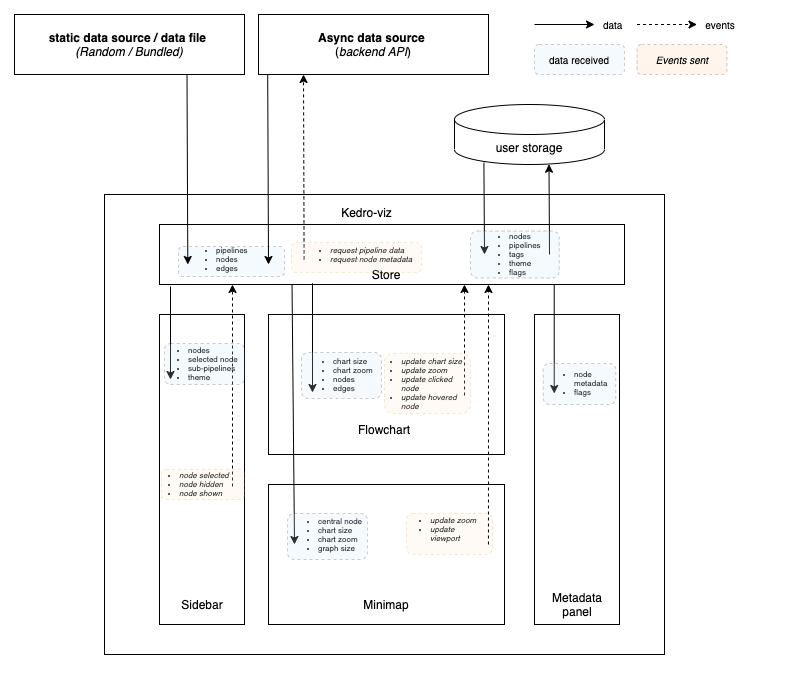 static data source / data file
(Random / Bundled)
Async data source
(backend API)
data
events
data received
Events sent
user storage
Kedro-viz
• pipelines
• nodes
• edges
• request pipeline data
• request node metadata
Store
• nodes
• pipelines
• tags
• theme
• flags
• nodes
• selected node
• sub-pipelines
• theme
• node selected
• node hidden
• node shown
Sidebar
• chart size
• chart zoom
• nodes
• edges
• update chart size
• update zoom
• update clicked
node
• update hovered
node
Flowchart
• central node
• chart size
• chart zoom
• graph size
• update zoom
• update
viewport
Minimap
• node
metadata
• flags
Metadata
panel